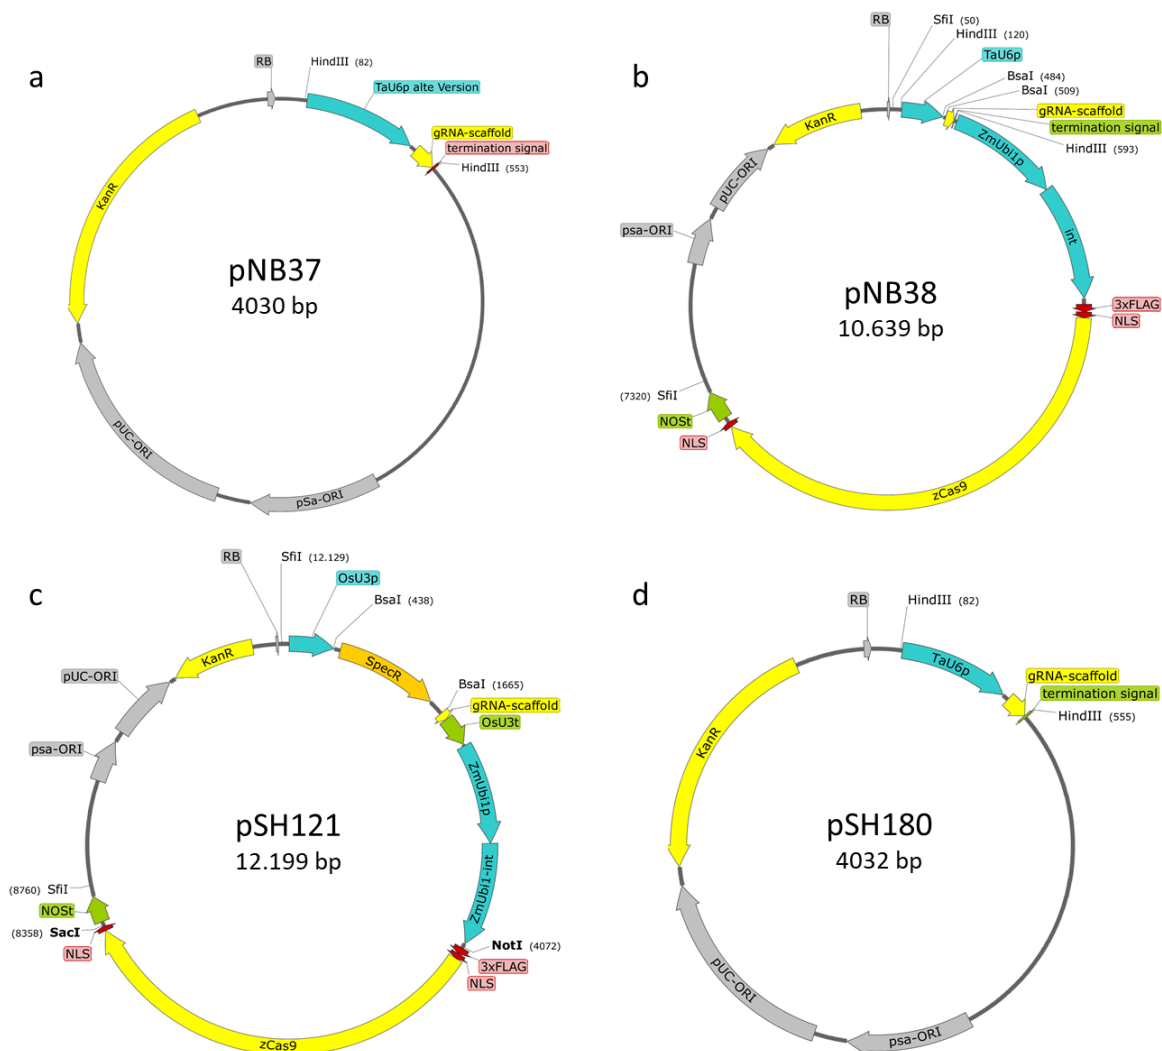 a
RB
HindIII (82)
TaU6p alte Version
gRNA-scaffold
termination signal
HindIII (553)
KanR
pNB37
4030 bp
pUC-ORI
pSa-ORI
b
RB
SfiI (50)
HindIII (120)
TaU6p
BsaI (484)
BsaI (509)
gRNA-scaffold
termination signal
HindIII (593)
KanR
ZmUbi1p
pUC-ORI
int
psa-ORI
pNB38
10.639 bp
3xFLAG
NLS
(7320) SfiI
NOSt
NLS
zCas9
c
RB
SfiI (12.129)
OsU3p
BsaI (438)
KanR
SpecR
BsaI (1665)
gRNA-scaffold
OsU3t
pUC-ORI
psa-ORI
ZmUbi1p
pSH121
12.199 bp
ZmUbi1-int
(8760) SfiI
NOSt
(8358) SacI
NLS
NotI (4072)
3xFLAG
NLS
zCas9
d
RB
HindIII (82)
TaU6p
gRNA-scaffold
termination signal
HindIII (555)
KanR
pSH180
4032 bp
pUC-ORI
psa-ORI